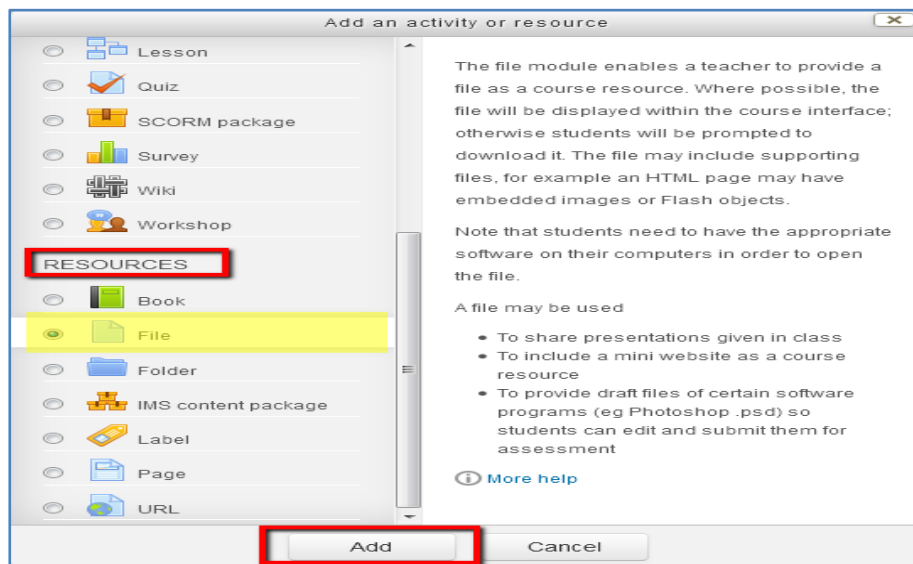 Add an activity or resource
Lesson
Quiz
SCORM package
Survey
Wiki
Workshop
RESOURCES
Book
File
Folder
IMS content package
Label
Page
URL
The file module enables a teacher to provide a
file as a course resource. Where possible, the
file will be displayed within the course interface;
otherwise students will be prompted to
download it. The file may include supporting
files, for example an HTML page may have
embedded images or Flash objects.
Note that students need to have the appropriate
software on their computers in order to open
the file.
A file may be used
• To share presentations given in class
• To include a mini website as a course
resource
• To provide draft files of certain software
programs (eg Photoshop .psd) so
students can edit and submit them for
assessment
More help
Add
Cancel